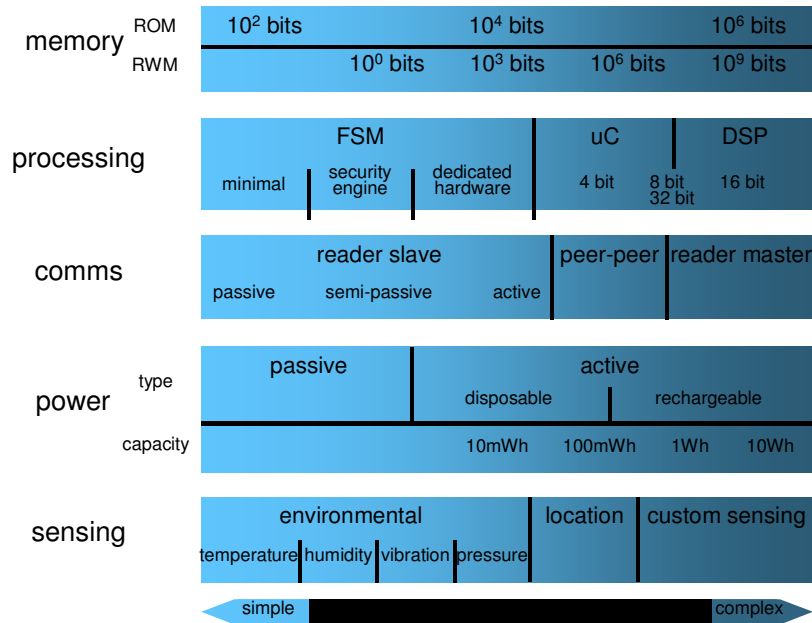 memory
ROM
10² bits 10⁴ bits 10⁶ bits
RWM
10⁰ bits 10³ bits 10⁶ bits 10⁹ bits
processing
FSM uC DSP
minimal security engine dedicated hardware 4 bit 8 bit 32 bit 16 bit
comms
reader slave peer-peer reader master
passive semi-passive active
power
type
passive active
disposable rechargeable
capacity
10mWh 100mWh 1Wh 10Wh
sensing
environmental location custom sensing
temperature humidity vibration pressure
simple complex